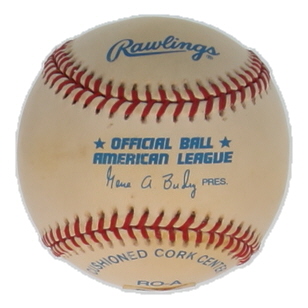 Rawlings
★ OFFICIAL BALL ★
AMERICAN LEAGUE
Gene A. Budig PRES.
CUSHIONED CORK CENTER
RO-A